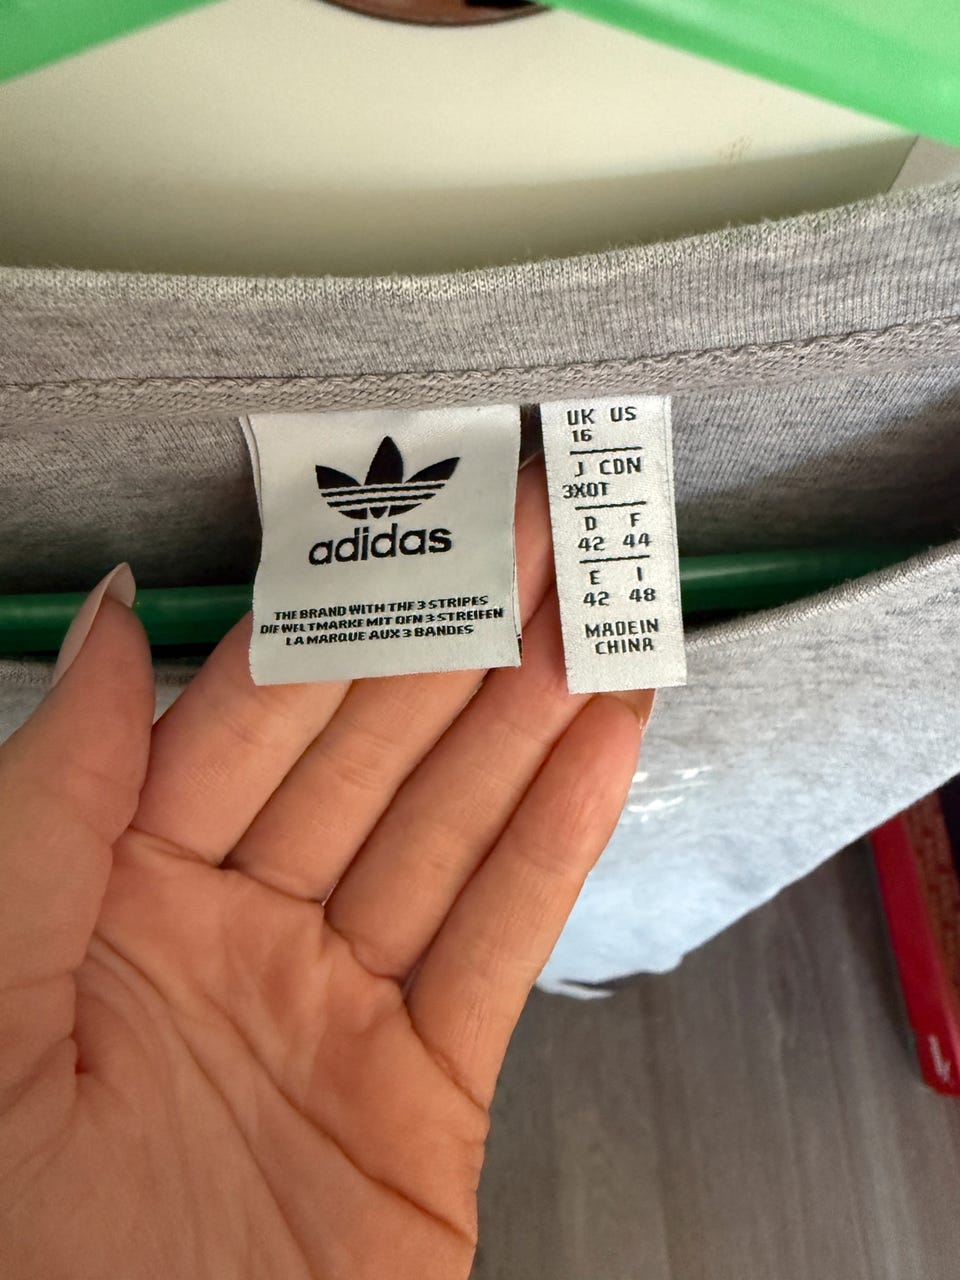 adidas
THE BRAND WITH THE 3 STRIPES
DIE WELTMARKE MIT DEN 3 STREIFEN
LA MARQUE AUX 3 BANDES
UK US
16
J CDN
3XOT
D F
42 44
E I
42 48
MADE IN
CHINA